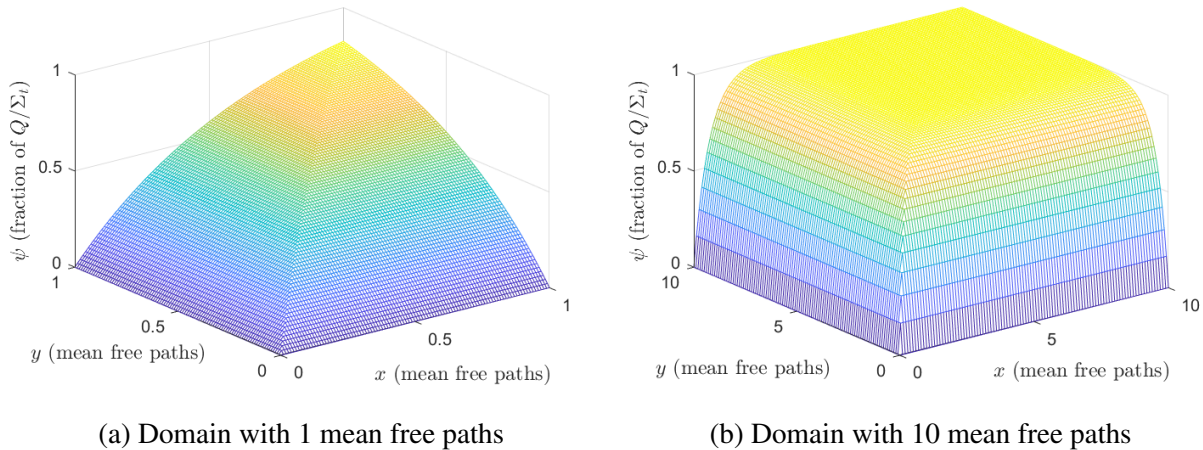 1
0.5
0
ψ (fraction of Q/Σt)
1
0.5
0
y (mean free paths)
0
0.5
1
x (mean free paths)
(a) Domain with 1 mean free paths
1
0.5
0
ψ (fraction of Q/Σt)
10
5
0
y (mean free paths)
0
5
10
x (mean free paths)
(b) Domain with 10 mean free paths